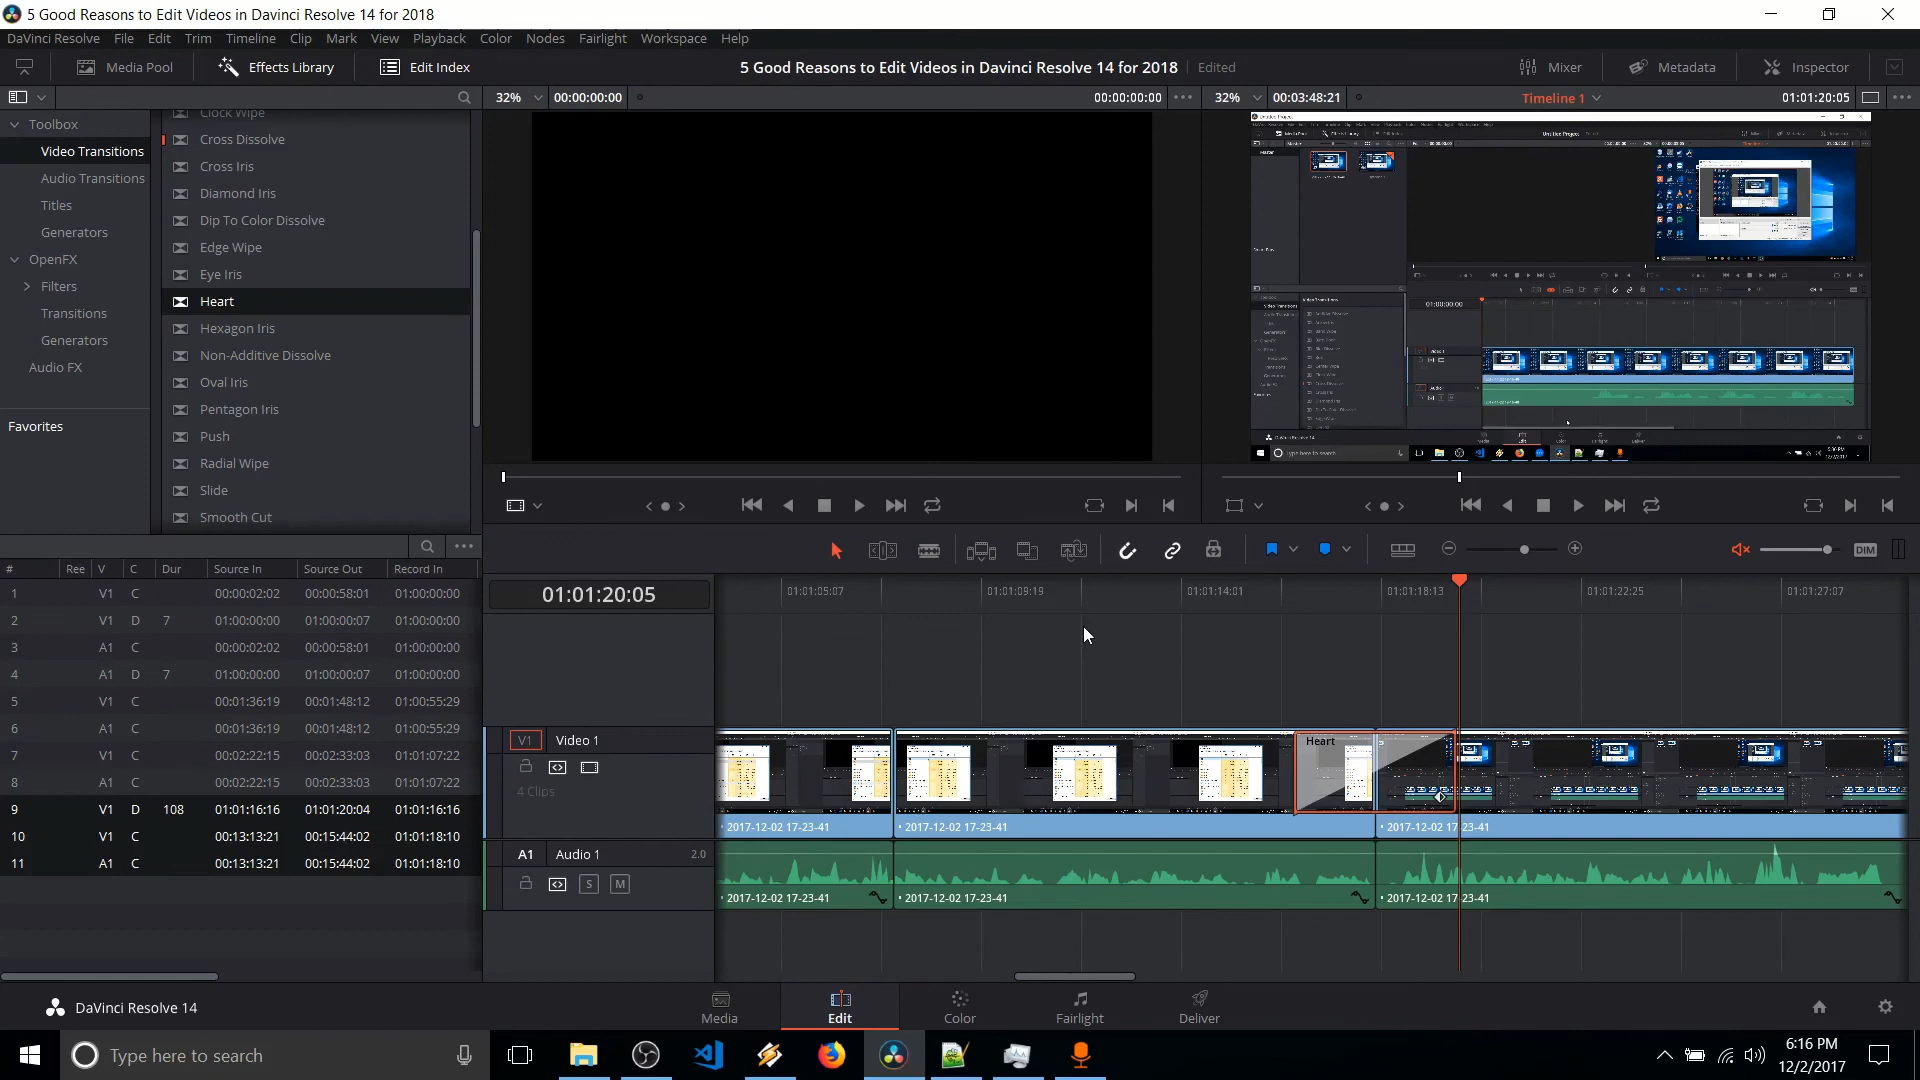 5 Good Reasons to Edit Videos in Davinci Resolve 14 for 2018
DaVinci Resolve File Edit Trim Timeline Clip Mark View Playback Color Nodes Fairlight Workspace Help
Media Pool Effects Library Edit Index 5 Good Reasons to Edit Videos in Davinci Resolve 14 for 2018 Edited Mixer Metadata Inspector
32% 00:00:00:00 00:00:00:00 32% 00:03:48:21 Timeline 1 01:01:20:05
Toolbox
Video Transitions
Audio Transitions
Titles
Generators
OpenFX
Filters
Transitions
Generators
Audio FX
Favorites
Clock Wipe
Cross Dissolve
Cross Iris
Diamond Iris
Dip To Color Dissolve
Edge Wipe
Eye Iris
Heart
Hexagon Iris
Non-Additive Dissolve
Oval Iris
Pentagon Iris
Push
Radial Wipe
Slide
Smooth Cut
Untitled Project
01:00:00:00
DaVinci Resolve 14
Type here to search
DIM
# Ree V C Dur Source In Source Out Record In
1 V1 C 00:00:02:02 00:00:58:01 01:00:00:00
2 V1 D 7 01:00:00:00 01:00:00:07 01:00:00:00
3 A1 C 00:00:02:02 00:00:58:01 01:00:00:00
4 A1 D 7 01:00:00:00 01:00:00:07 01:00:00:00
5 V1 C 00:01:36:19 00:01:48:12 01:00:55:29
6 A1 C 00:01:36:19 00:01:48:12 01:00:55:29
7 V1 C 00:02:22:15 00:02:33:03 01:01:07:22
8 A1 C 00:02:22:15 00:02:33:03 01:01:07:22
9 V1 D 108 01:01:16:16 01:01:20:04 01:01:16:16
10 V1 C 00:13:13:21 00:15:44:02 01:01:18:10
11 A1 C 00:13:13:21 00:15:44:02 01:01:18:10
01:01:20:05 01:01:05:07 01:01:09:19 01:01:14:01 01:01:18:13 01:01:22:25 01:01:27:07
V1 Video 1 Heart
4 Clips
2017-12-02 17-23-41 2017-12-02 17-23-41 2017-12-02 17-23-41
A1 Audio 1 2.0
S M
2017-12-02 17-23-41 2017-12-02 17-23-41 2017-12-02 17-23-41
DaVinci Resolve 14 Media Edit Color Fairlight Deliver
Type here to search
6:16 PM
12/2/2017